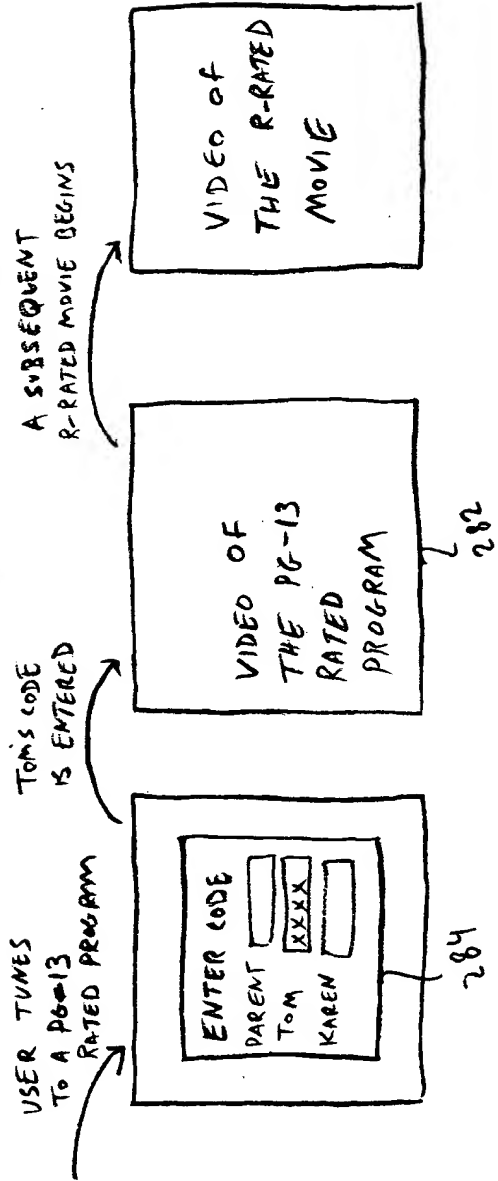 USER TUNES
TO A PG-13
RATED PROGRAM
ENTER CODE
PARENT
TOM XXXX
KAREN
284
TOM'S CODE
IS ENTERED
VIDEO OF
THE PG-13
RATED
PROGRAM
282
A SUBSEQUENT
R-RATED MOVIE BEGINS
VIDEO OF
THE R-RATED
MOVIE